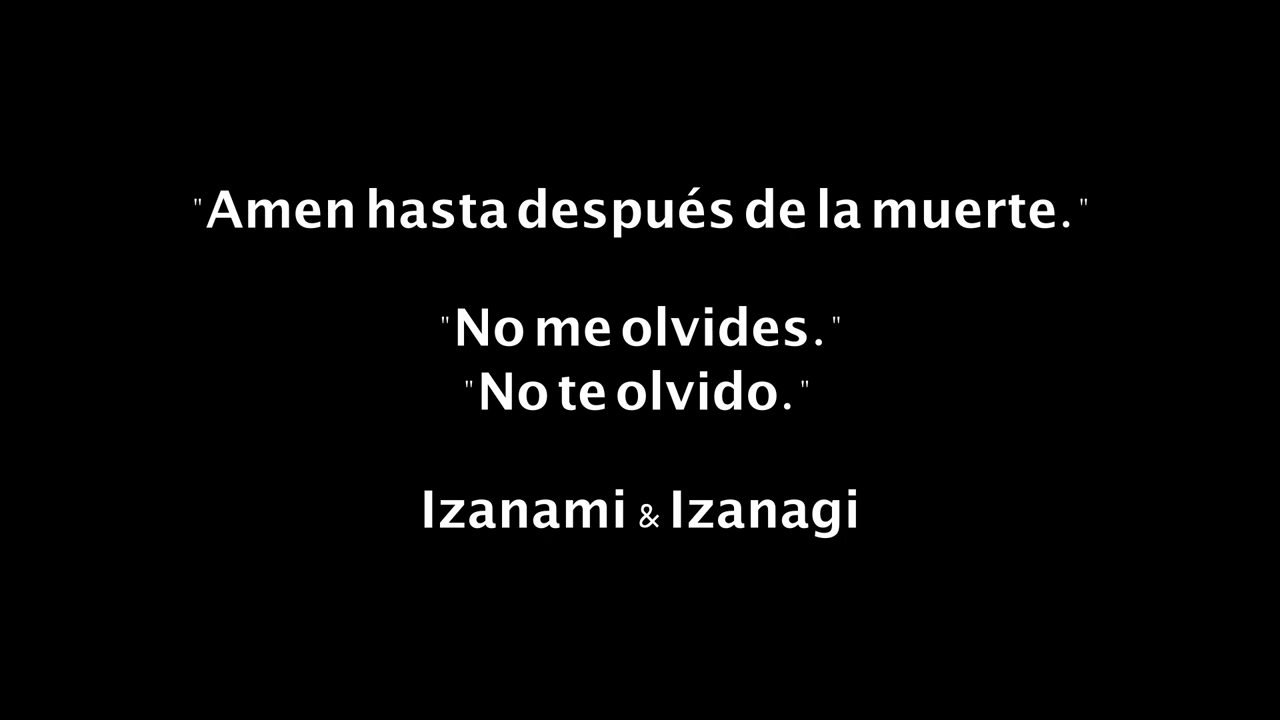 "Amen hasta después de la muerte."
"No me olvides."
"No te olvido."
Izanami & Izanagi